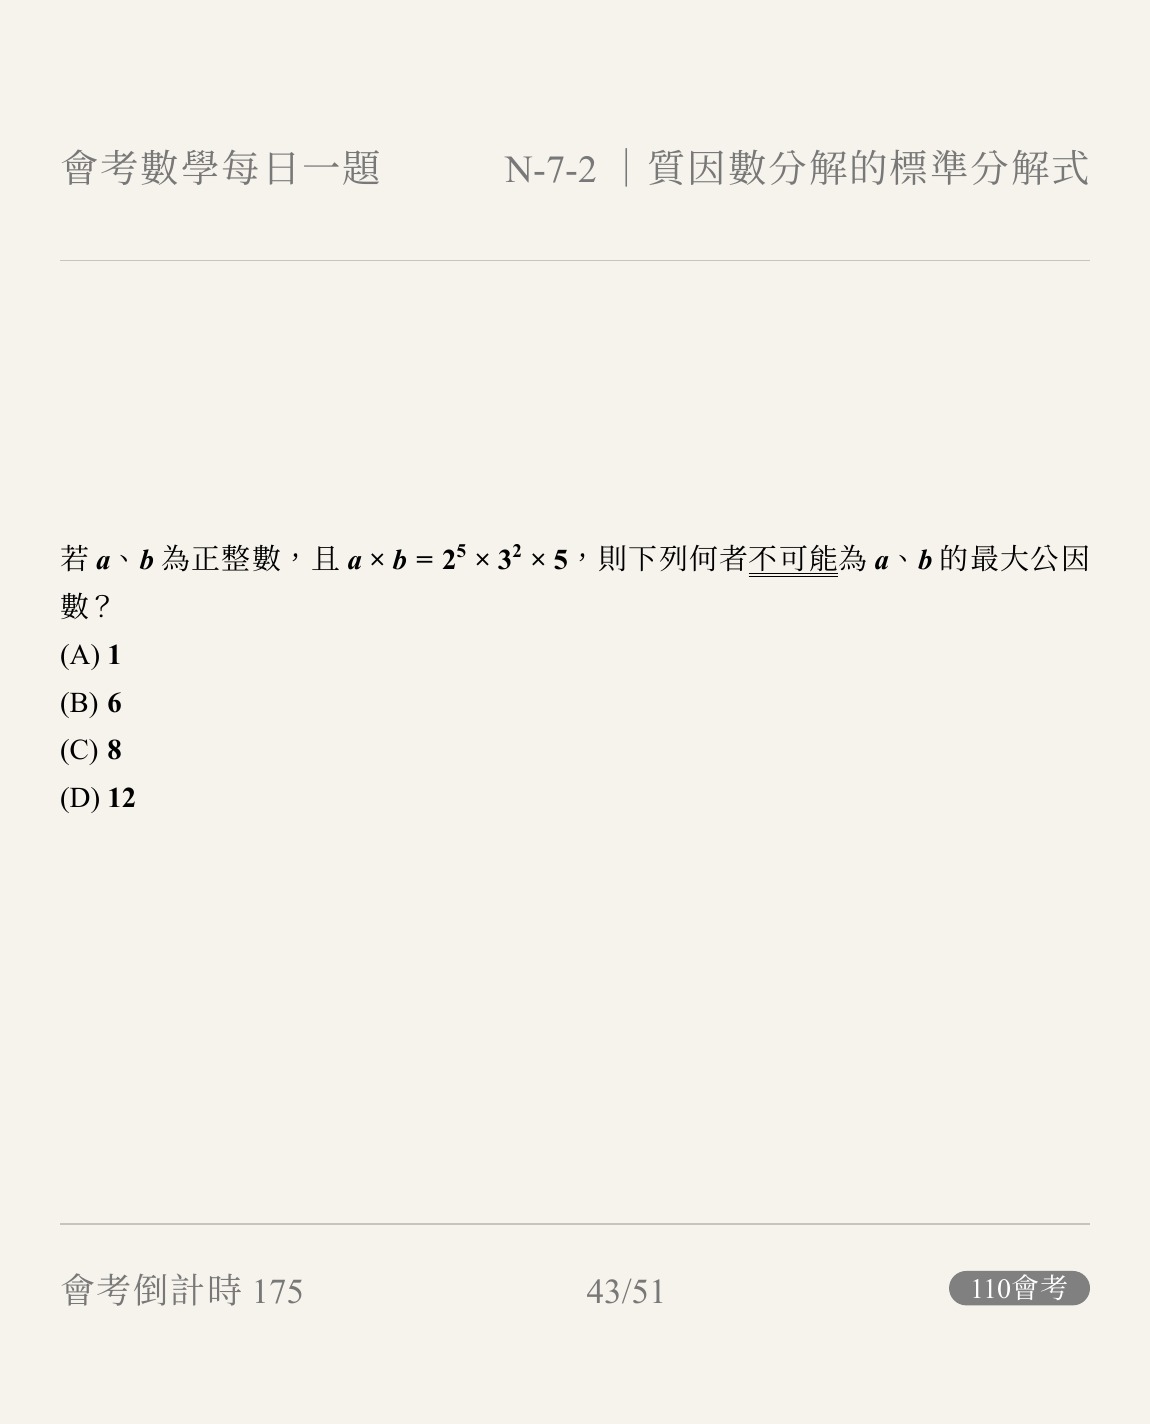 會考數學每日一題 N-7-2｜質因數分解的標準分解式
若 a、b 為正整數，且 a × b = 2⁵ × 3² × 5，則下列何者不可能為 a、b 的最大公因
數？
(A) 1
(B) 6
(C) 8
(D) 12
會考倒計時 175 43/51 110會考